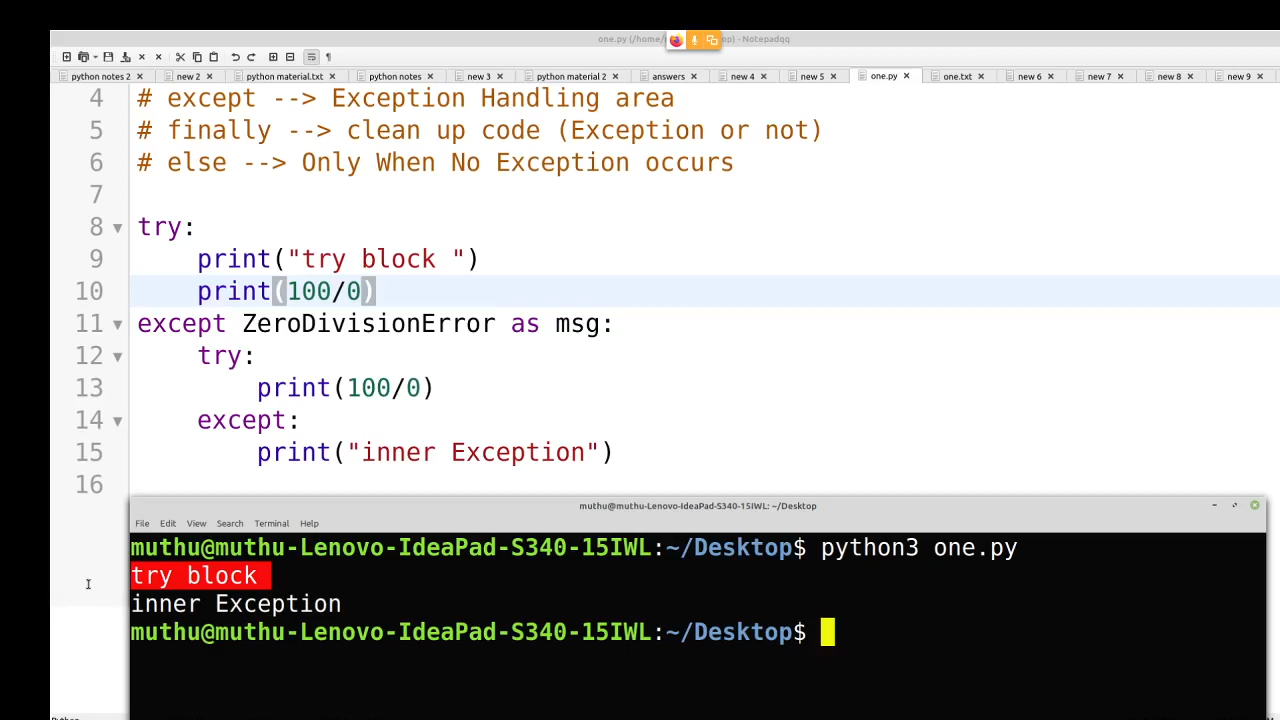 one.py (/home/ top) - Notepadqq
python notes 2 new 2 python material.txt python notes new 3 python material 2 answers new 4 new 5 one.py one.txt new 6 new 7 new 8 new 9
4 # except --> Exception Handling area
5 # finally --> clean up code (Exception or not)
6 # else --> Only When No Exception occurs
7
8 try:
9 print("try block ")
10 print(100/0)
11 except ZeroDivisionError as msg:
12 try:
13 print(100/0)
14 except:
15 print("inner Exception")
16
muthu@muthu-Lenovo-IdeaPad-S340-15IWL: ~/Desktop
File Edit View Search Terminal Help
muthu@muthu-Lenovo-IdeaPad-S340-15IWL:~/Desktop$ python3 one.py
try block
inner Exception
muthu@muthu-Lenovo-IdeaPad-S340-15IWL:~/Desktop$